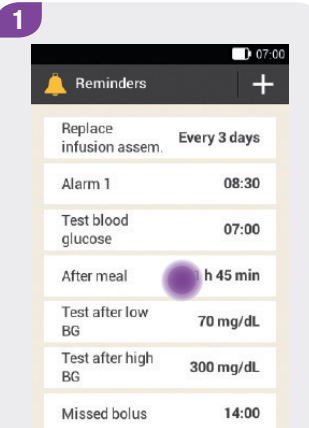 1
07:00
Reminders +
Replace
infusion assem. Every 3 days
Alarm 1 08:30
Test blood
glucose 07:00
After meal h 45 min
Test after low
BG 70 mg/dL
Test after high
BG 300 mg/dL
Missed bolus 14:00